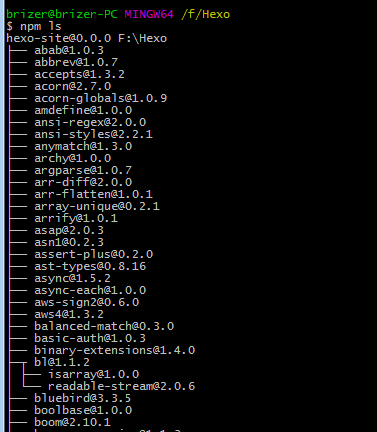 brizer@brizer-PC MINGW64 /f/Hexo
$ npm ls
hexo-site@0.0.0 F:\Hexo
├── abab@1.0.3
├── abbrev@1.0.7
├── accepts@1.3.2
├── acorn@2.7.0
├── acorn-globals@1.0.9
├── amdefine@1.0.0
├── ansi-regex@2.0.0
├── ansi-styles@2.2.1
├── anymatch@1.3.0
├── archy@1.0.0
├── argparse@1.0.7
├── arr-diff@2.0.0
├── arr-flatten@1.0.1
├── array-unique@0.2.1
├── arrify@1.0.1
├── asap@2.0.3
├── asn1@0.2.3
├── assert-plus@0.2.0
├── ast-types@0.8.16
├── async@1.5.2
├── async-each@1.0.0
├── aws-sign2@0.6.0
├── aws4@1.3.2
├── balanced-match@0.3.0
├── basic-auth@1.0.3
├── binary-extensions@1.4.0
├─┬ bl@1.1.2
│ ├── isarray@1.0.0
│ └── readable-stream@2.0.6
├── bluebird@3.3.5
├── boolbase@1.0.0
├── boom@2.10.1